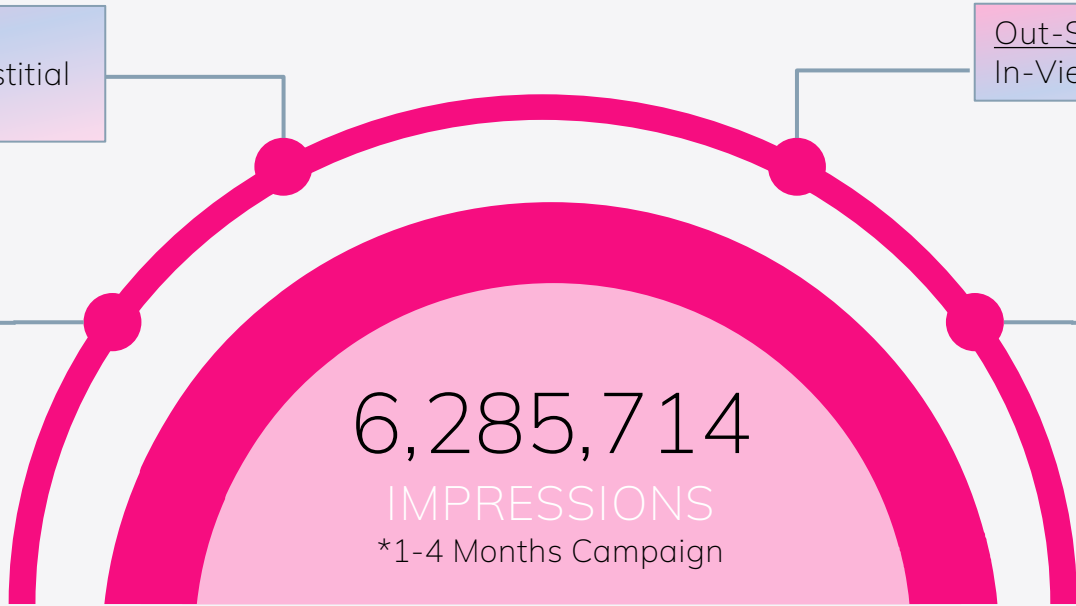 stitial
Out-S
In-Vie
6,285,714
IMPRESSIONS
*1-4 Months Campaign